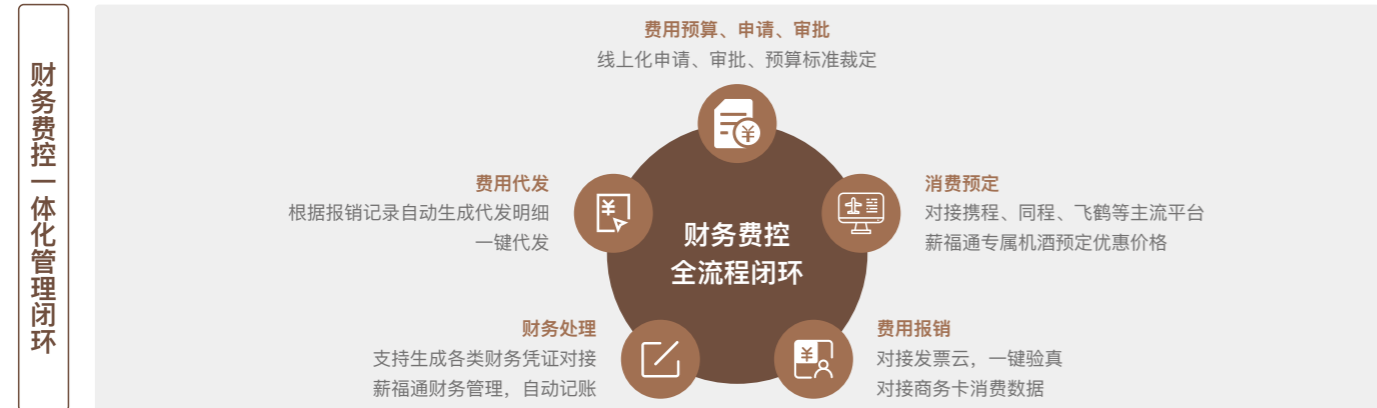 财务费控一体化管理闭环
费用预算、申请、审批
线上化申请、审批、预算标准裁定
费用代发
根据报销记录自动生成代发明细
一键代发
消费预定
对接携程、同程、飞鹤等主流平台
薪福通专属机酒预定优惠价格
财务费控
全流程闭环
财务处理
支持生成各类财务凭证对接
薪福通财务管理，自动记账
费用报销
对接发票云，一键验真
对接商务卡消费数据